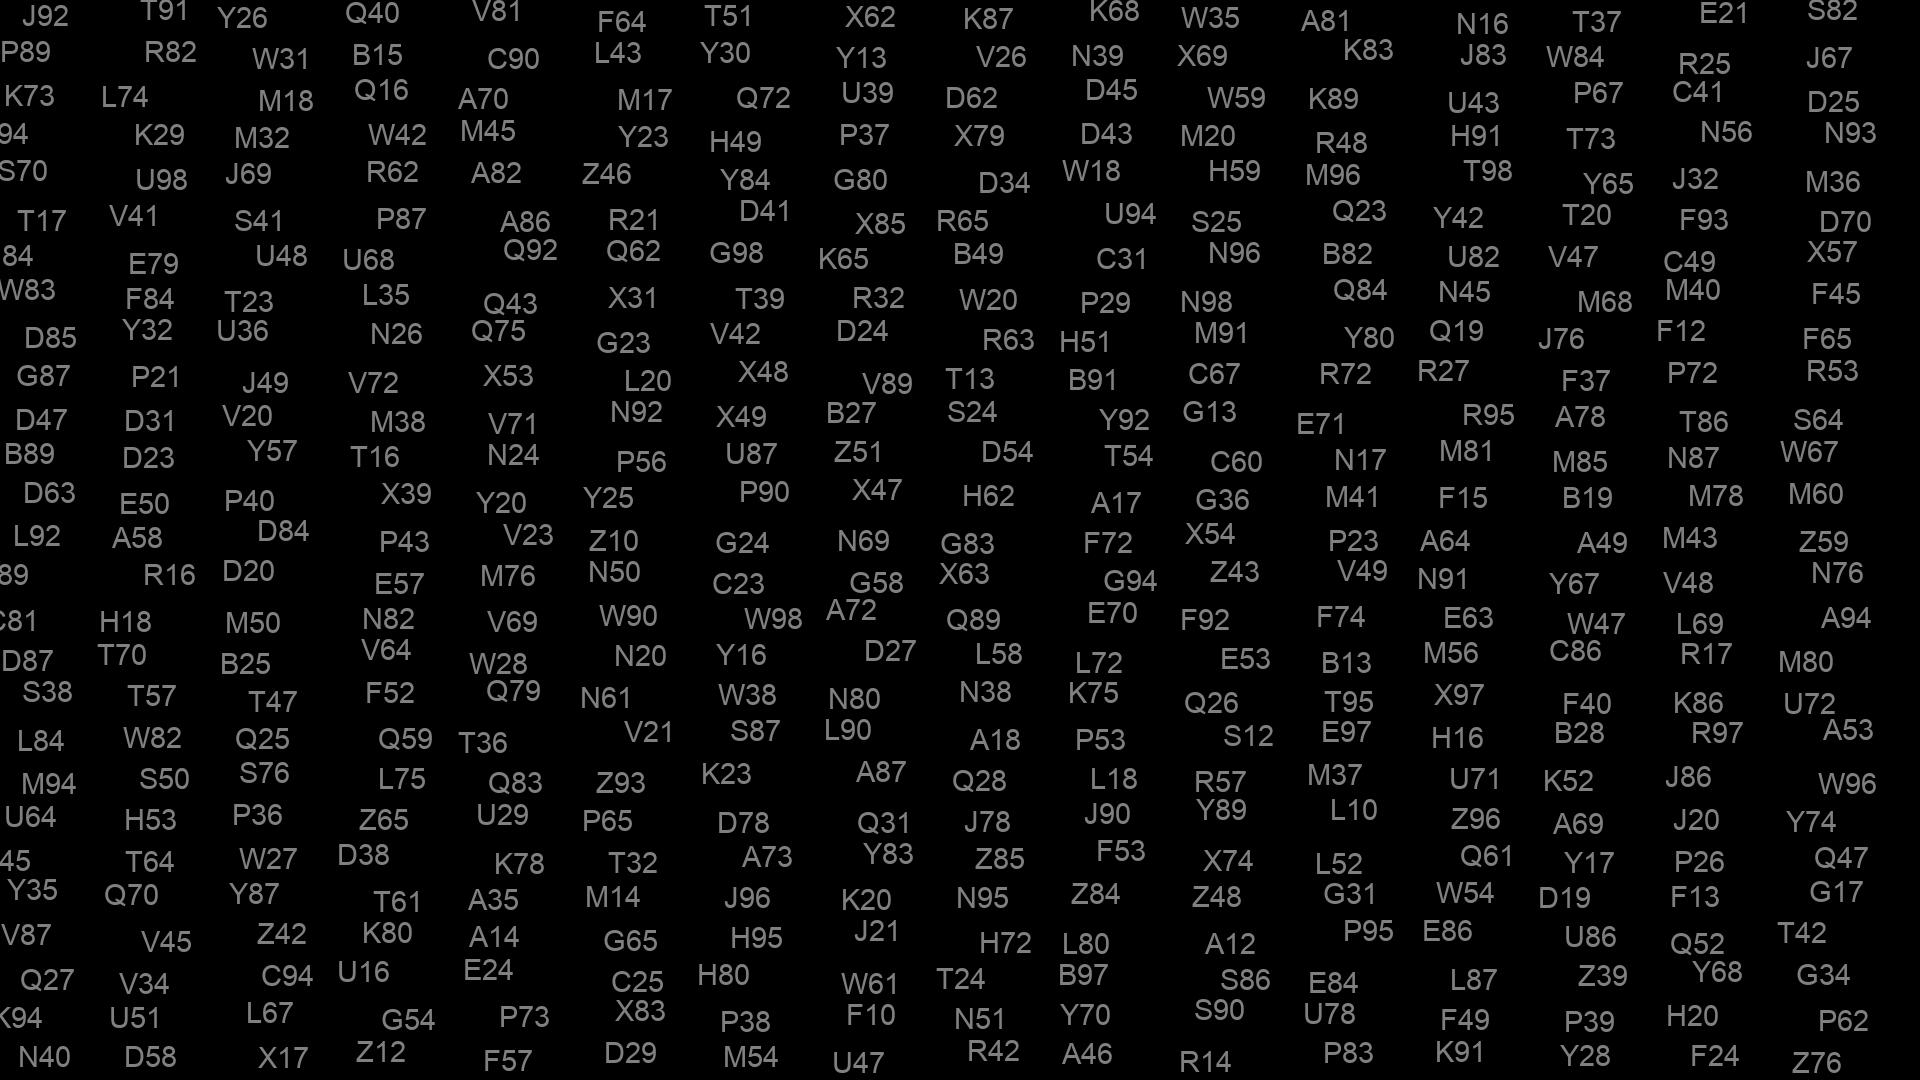 J92 T91 Y26 Q40 V81 F64 T51 X62 K87 K68 W35 A81 N16 T37 E21 S82
P89 R82 W31 B15 C90 L43 Y30 Y13 V26 N39 X69 K83 J83 W84 R25 J67
K73 L74 M18 Q16 A70 M17 Q72 U39 D62 D45 W59 K89 U43 P67 C41 D25
94 K29 M32 W42 M45 Y23 H49 P37 X79 D43 M20 R48 H91 T73 N56 N93
S70 U98 J69 R62 A82 Z46 Y84 G80 D34 W18 H59 M96 T98 Y65 J32 M36
T17 V41 S41 P87 A86 R21 D41 X85 R65 U94 S25 Q23 Y42 T20 F93 D70
84 E79 U48 U68 Q92 Q62 G98 K65 B49 C31 N96 B82 U82 V47 C49 X57
W83 F84 T23 L35 Q43 X31 T39 R32 W20 P29 N98 Q84 N45 M68 M40 F45
D85 Y32 U36 N26 Q75 G23 V42 D24 R63 H51 M91 Y80 Q19 J76 F12 F65
G87 P21 J49 V72 X53 L20 X48 V89 T13 B91 C67 R72 R27 F37 P72 R53
D47 D31 V20 M38 V71 N92 X49 B27 S24 Y92 G13 E71 R95 A78 T86 S64
B89 D23 Y57 T16 N24 P56 U87 Z51 D54 T54 C60 N17 M81 M85 N87 W67
D63 E50 P40 X39 Y20 Y25 P90 X47 H62 A17 G36 M41 F15 B19 M78 M60
L92 A58 D84 P43 V23 Z10 G24 N69 G83 F72 X54 P23 A64 A49 M43 Z59
89 R16 D20 E57 M76 N50 C23 G58 X63 G94 Z43 V49 N91 Y67 V48 N76
C81 H18 M50 N82 V69 W90 W98 A72 Q89 E70 F92 F74 E63 W47 L69 A94
D87 T70 B25 V64 W28 N20 Y16 D27 L58 L72 E53 B13 M56 C86 R17 M80
S38 T57 T47 F52 Q79 N61 W38 N80 N38 K75 Q26 T95 X97 F40 K86 U72
L84 W82 Q25 Q59 T36 V21 S87 L90 A18 P53 S12 E97 H16 B28 R97 A53
M94 S50 S76 L75 Q83 Z93 K23 A87 Q28 L18 R57 M37 U71 K52 J86 W96
U64 H53 P36 Z65 U29 P65 D78 Q31 J78 J90 Y89 L10 Z96 A69 J20 Y74
45 T64 W27 D38 K78 T32 A73 Y83 Z85 F53 X74 L52 Q61 Y17 P26 Q47
Y35 Q70 Y87 T61 A35 M14 J96 K20 N95 Z84 Z48 G31 W54 D19 F13 G17
V87 V45 Z42 K80 A14 G65 H95 J21 H72 L80 A12 P95 E86 U86 Q52 T42
Q27 V34 C94 U16 E24 C25 H80 W61 T24 B97 S86 E84 L87 Z39 Y68 G34
K94 U51 L67 G54 P73 X83 P38 F10 N51 Y70 S90 U78 F49 P39 H20 P62
N40 D58 X17 Z12 F57 D29 M54 U47 R42 A46 R14 P83 K91 Y28 F24 Z76